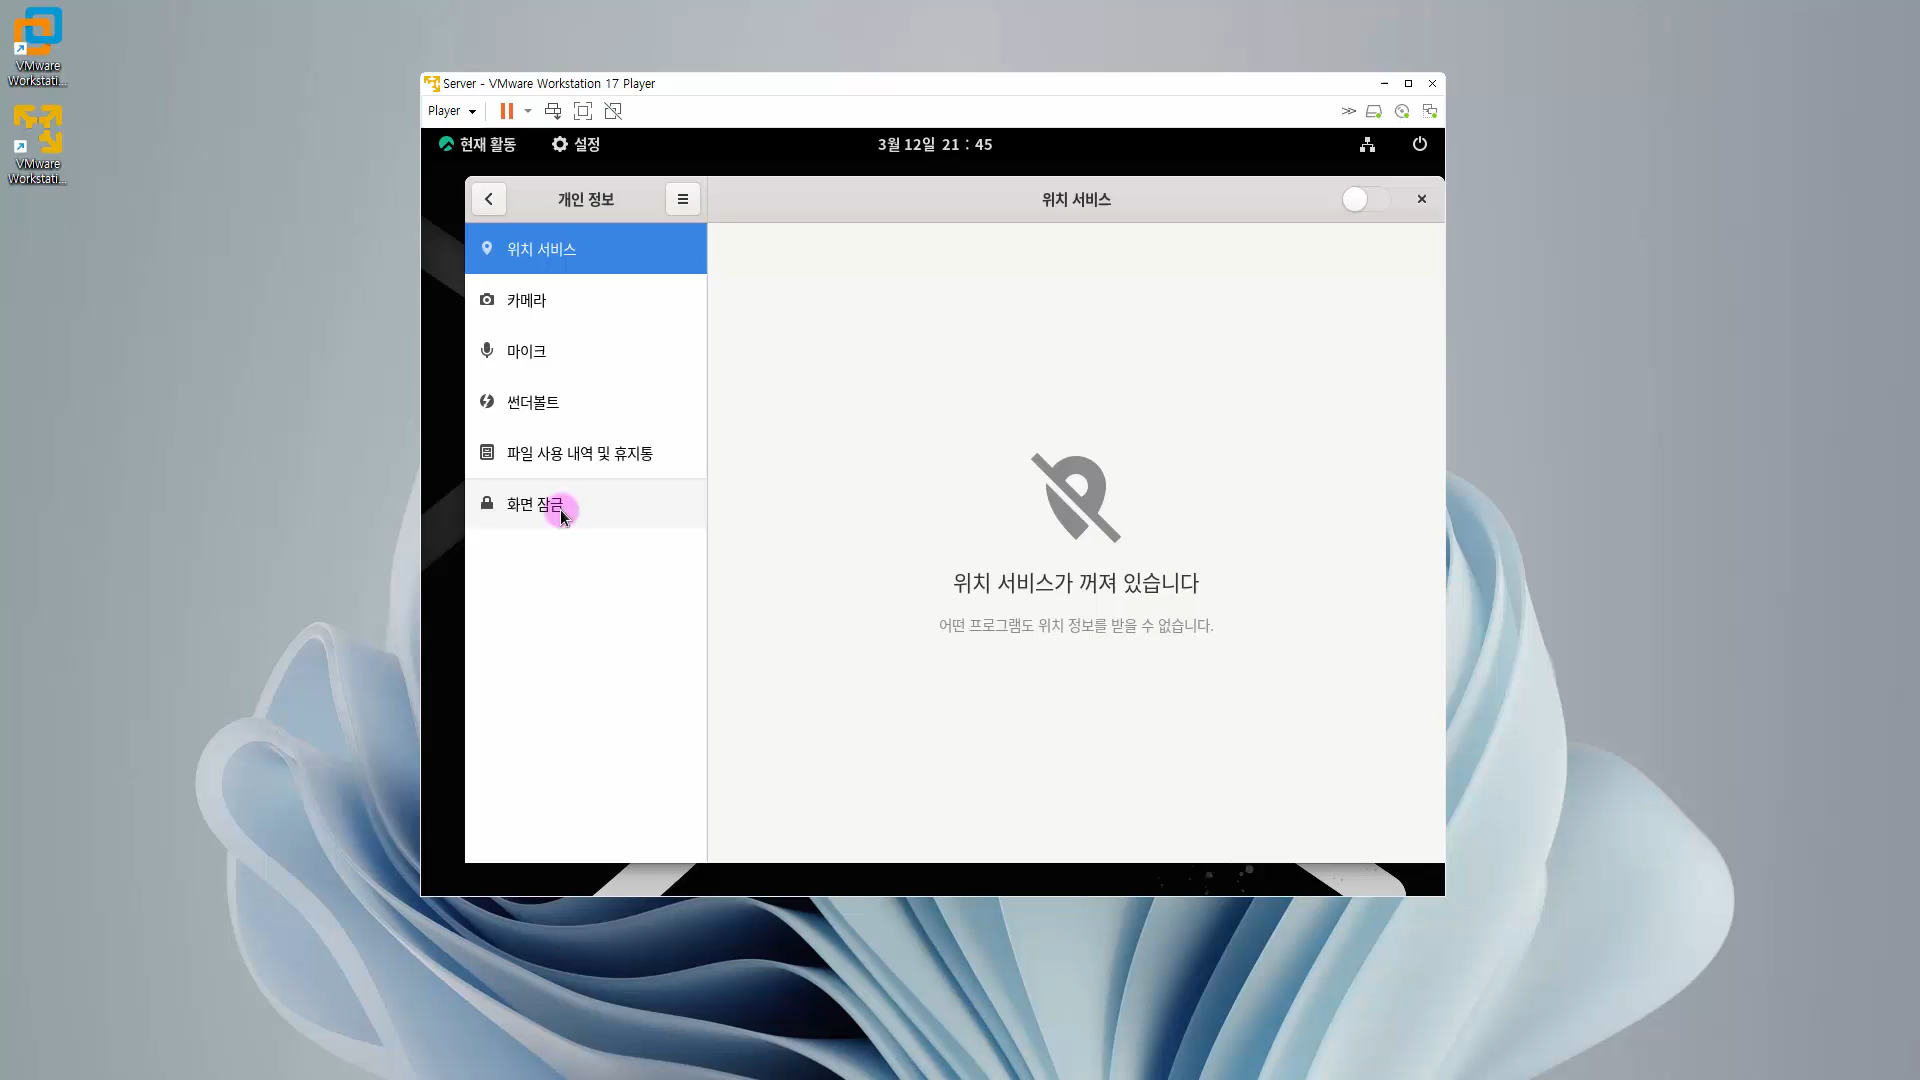 VMware
Workstati...
VMware
Workstati...
Server - VMware Workstation 17 Player
Player
현재 활동
설정
3월 12일 21 : 45
개인 정보
위치 서비스
위치 서비스
카메라
마이크
썬더볼트
파일 사용 내역 및 휴지통
화면 잠금
위치 서비스가 꺼져 있습니다
어떤 프로그램도 위치 정보를 받을 수 없습니다.